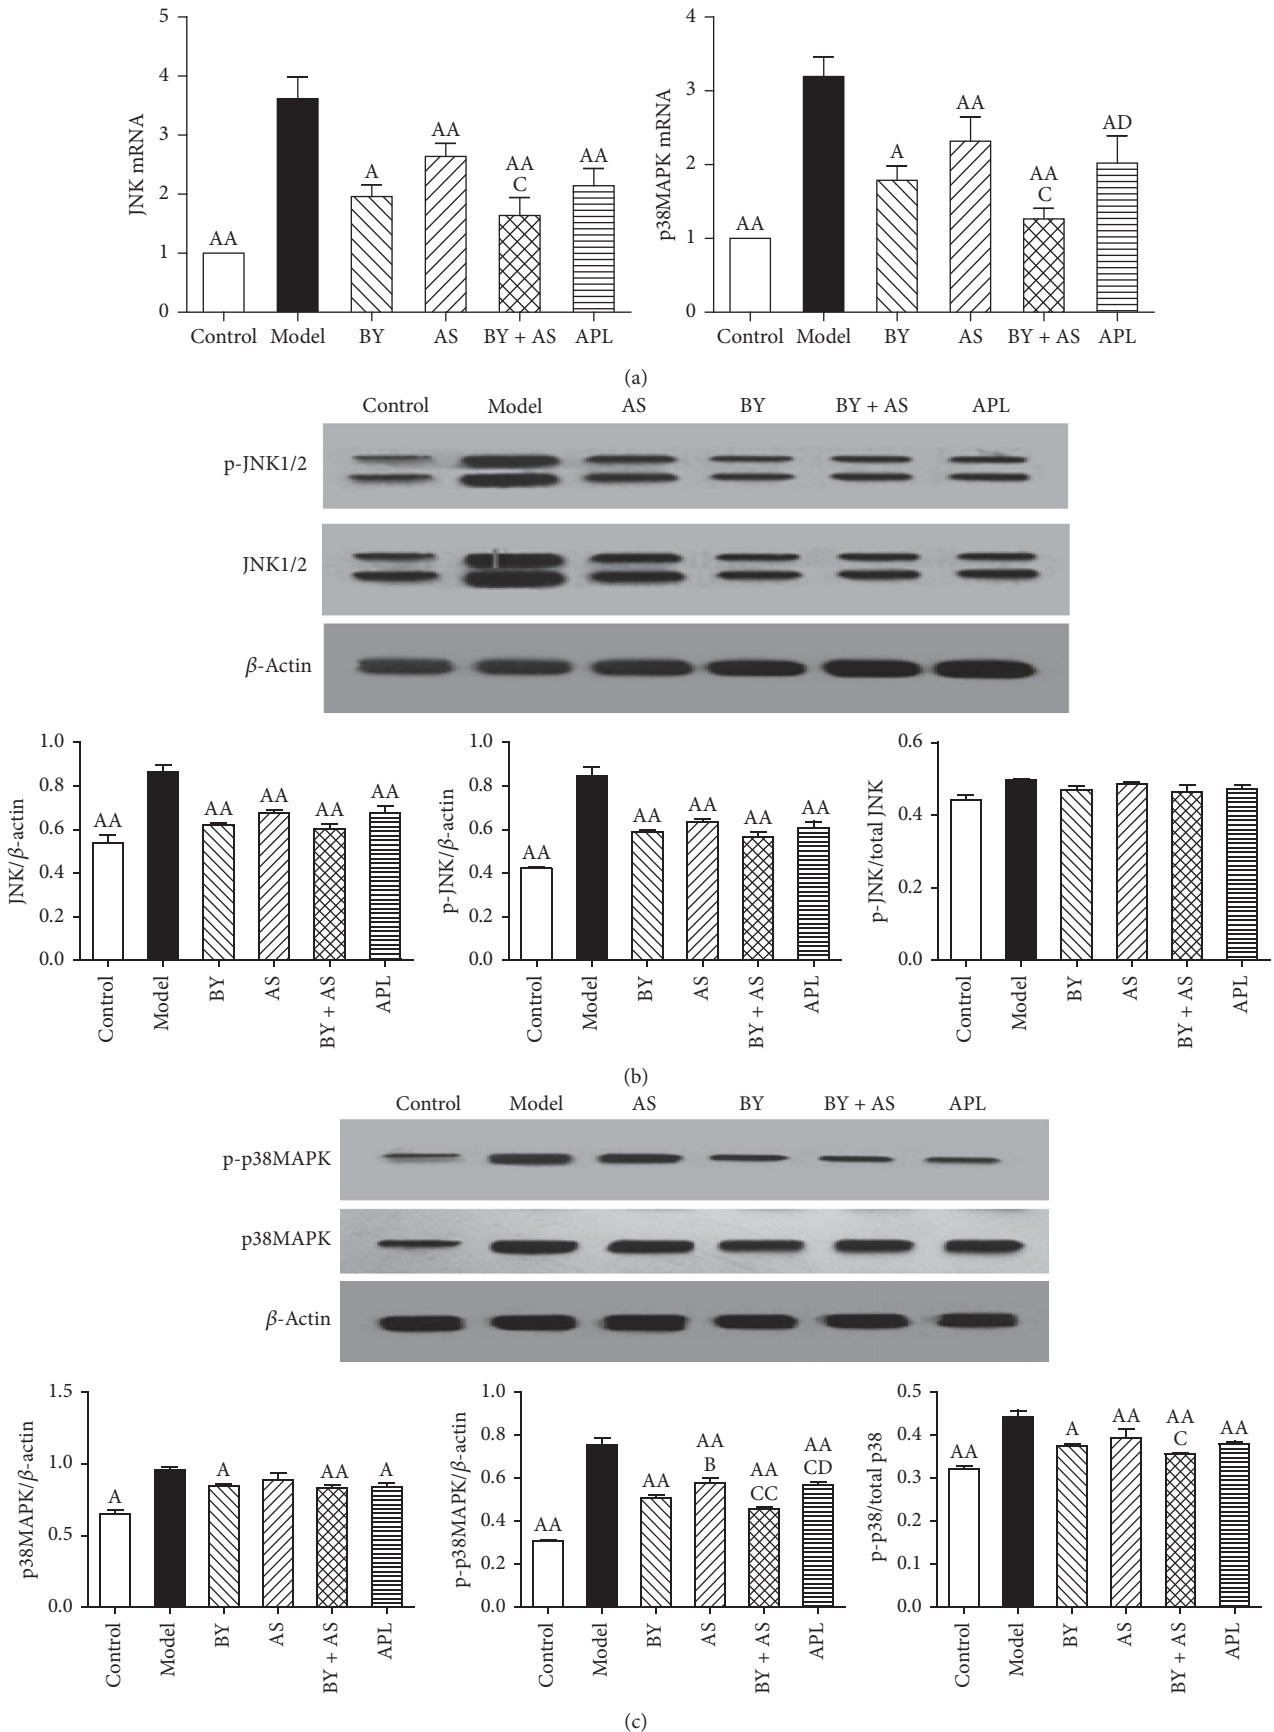 5
4
3
2
1
0
JNK mRNA
AA
A
AA
AA
C
AA
Control Model BY AS BY + AS APL
4
3
2
1
0
p38MAPK mRNA
AA
A
AA
AA
C
AD
Control Model BY AS BY + AS APL
(a)
Control Model AS BY BY + AS APL
p-JNK1/2
JNK1/2
β-Actin
1.0
0.8
0.6
0.4
0.2
0.0
JNK/β-actin
AA
AA
AA
AA
AA
Control Model BY AS BY + AS APL
1.0
0.8
0.6
0.4
0.2
0.0
p-JNK/β-actin
AA
AA
AA
AA
AA
Control Model BY AS BY + AS APL
0.6
0.4
0.2
0.0
p-JNK/total JNK
Control Model BY AS BY + AS APL
(b)
Control Model AS BY BY + AS APL
p-p38MAPK
p38MAPK
β-Actin
1.5
1.0
0.5
0.0
p38MAPK/β-actin
A
A
AA
A
Control Model BY AS BY + AS APL
1.0
0.8
0.6
0.4
0.2
0.0
p-p38MAPK/β-actin
AA
AA
AA
B
AA
CC
AA
CD
Control Model BY AS BY + AS APL
0.5
0.4
0.3
0.2
0.1
0.0
p-p38/total p38
AA
A
AA
AA
C
AA
Control Model BY AS BY + AS APL
(c)